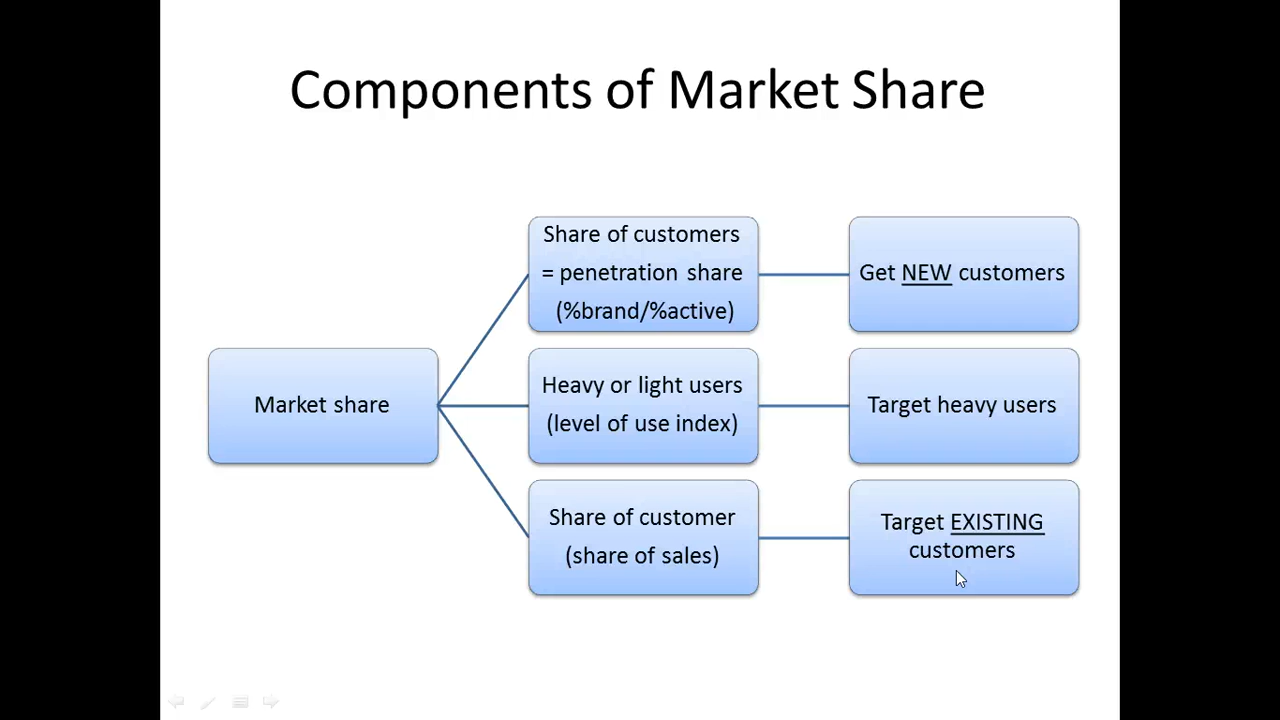 Components of Market Share
Share of customers
= penetration share
(%brand/%active)
Get NEW customers
Market share
Heavy or light users
(level of use index)
Target heavy users
Share of customer
(share of sales)
Target EXISTING
customers